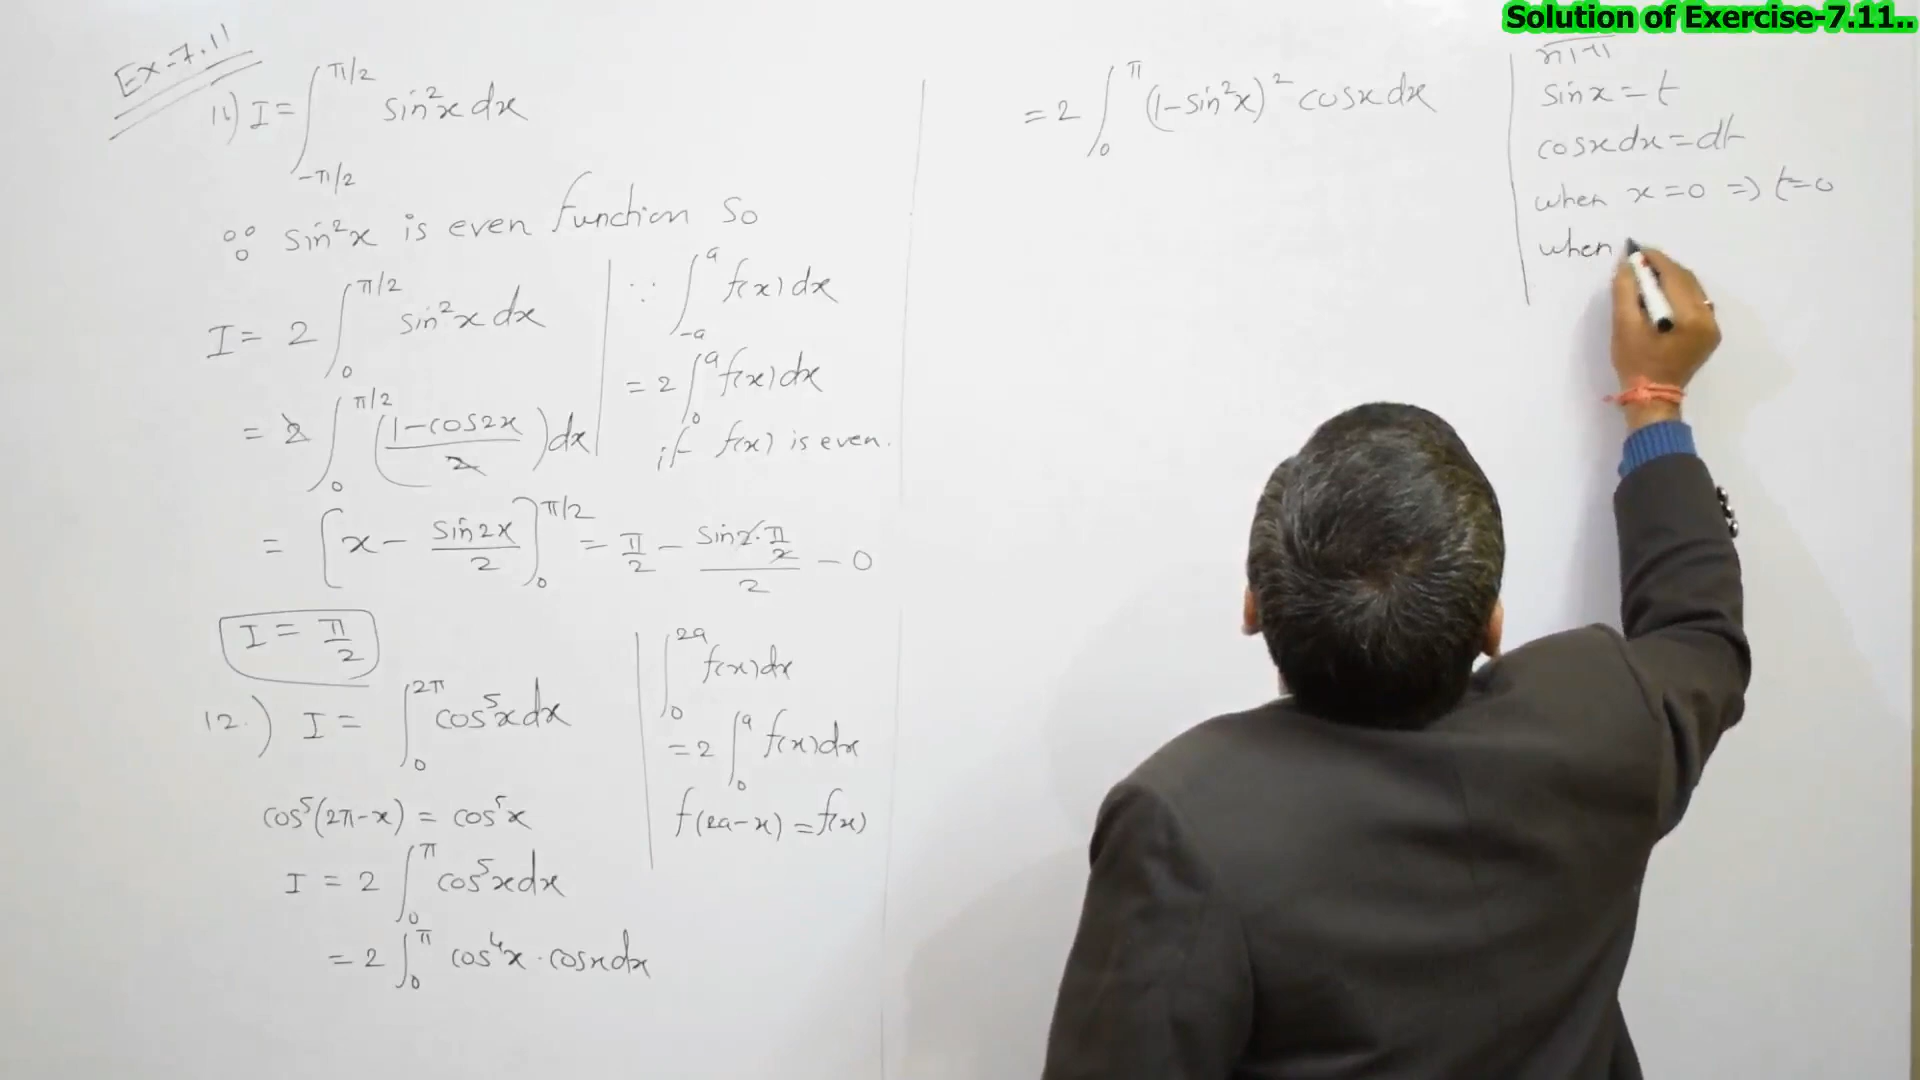 Solution of Exercise-7.11..
Ex-7.11
11) I = ∫_{-π/2}^{π/2} sin²x dx
∵ sin²x is even function So
I = 2 ∫_0^{π/2} sin²x dx
= 2 ∫_0^{π/2} (1-cos2x / 2) dx
= [x - sin2x / 2]_0^{π/2} = π/2 - sin2·π/2 / 2 - 0
I = π/2
∵ ∫_{-a}^{a} f(x) dx
= 2 ∫_0^a f(x) dx
if f(x) is even.
12.) I = ∫_0^{2π} cos⁵x dx
cos⁵(2π-x) = cos⁵x
I = 2 ∫_0^π cos⁵x dx
= 2 ∫_0^π cos⁴x · cosx dx
∫_0^{2a} f(x) dx
= 2 ∫_0^a f(x) dx
f(2a-x) = f(x)
= 2 ∫_0^π (1-sin²x)² cosx dx
sinx = t
cosx dx = dt
when x=0 => t=0
when